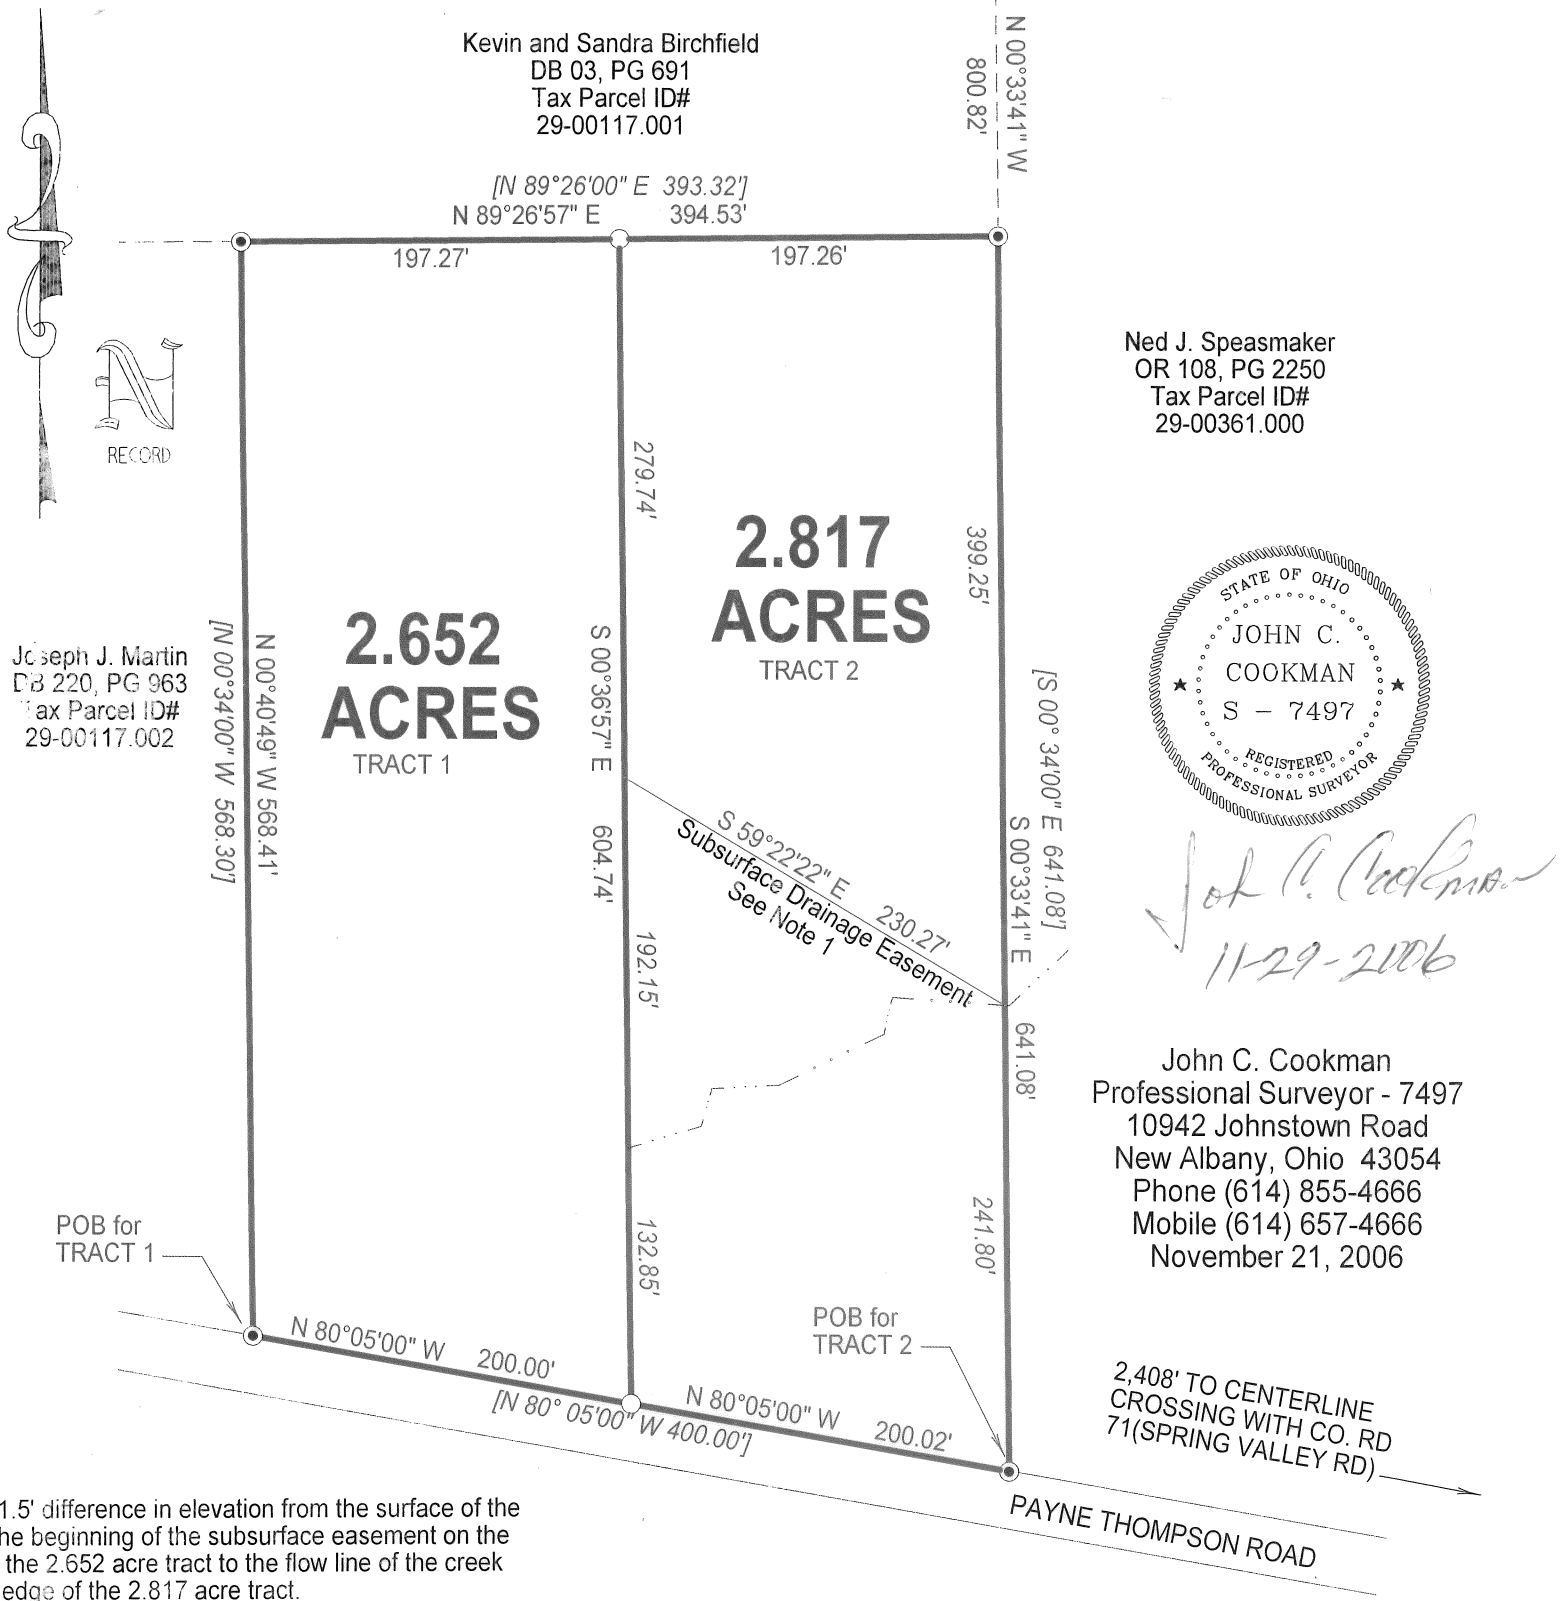 Kevin and Sandra Birchfield
DB 03, PG 691
Tax Parcel ID#
29-00117.001
N 00°33'41" W
800.82'
[N 89°26'00" E 393.32']
N 89°26'57" E 394.53'
197.27'
197.26'
N
RECORD
Ned J. Speasmaker
OR 108, PG 2250
Tax Parcel ID#
29-00361.000
279.74'
399.25'
2.817
ACRES
TRACT 2
2.652
ACRES
TRACT 1
STATE OF OHIO
JOHN C.
COOKMAN
S - 7497
REGISTERED
PROFESSIONAL SURVEYOR
Joseph J. Martin
DB 220, PG 963
Tax Parcel ID#
29-00117.002
[N 00°34'00" W 568.30']
N 00°40'49" W 568.41'
S 00°36'57" E 604.74'
[S 00° 34'00" E 641.08']
S 00°33'41" E 641.08'
S 59°22'22" E 230.27'
Subsurface Drainage Easement
See Note 1
192.15'
John C. Cookman
11-29-2006
John C. Cookman
Professional Surveyor - 7497
10942 Johnstown Road
New Albany, Ohio 43054
Phone (614) 855-4666
Mobile (614) 657-4666
November 21, 2006
132.85'
241.80'
POB for
TRACT 1
POB for
TRACT 2
N 80°05'00" W 200.00'
[N 80° 05'00" W 400.00']
N 80°05'00" W 200.02'
2,408' TO CENTERLINE
CROSSING WITH CO. RD
71(SPRING VALLEY RD)
PAYNE THOMPSON ROAD
1.5' difference in elevation from the surface of the
he beginning of the subsurface easement on the
the 2.652 acre tract to the flow line of the creek
edge of the 2.817 acre tract.